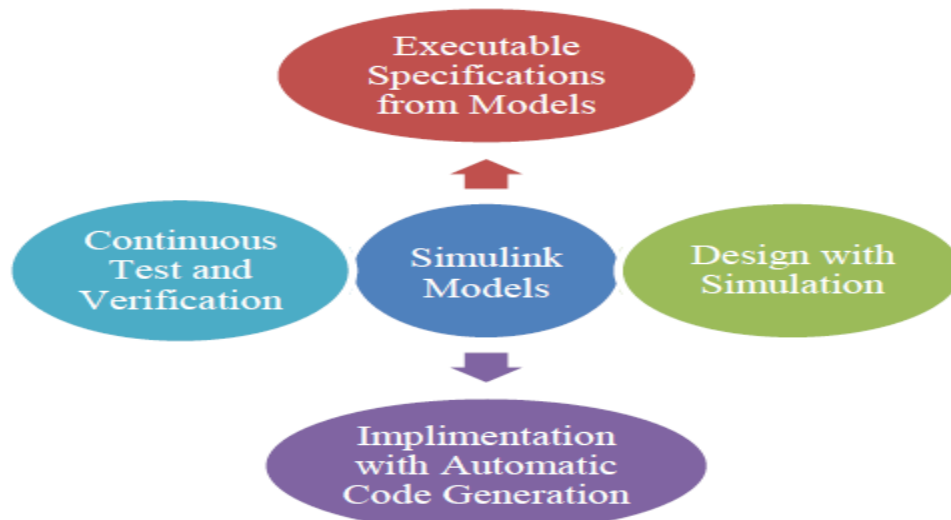 Executable
Specifications
from Models
Continuous
Test and
Verification
Simulink
Models
Design with
Simulation
Implimentation
with Automatic
Code Generation